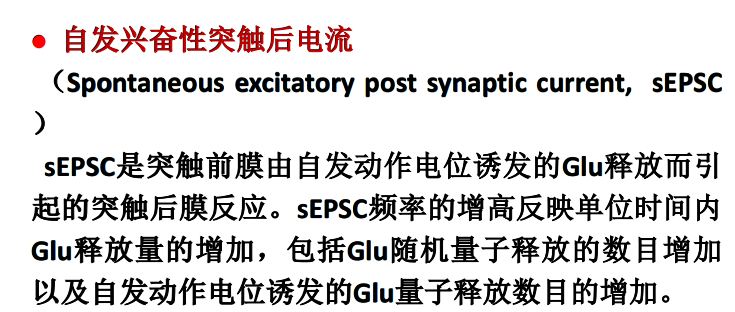 ● 自发兴奋性突触后电流
（Spontaneous excitatory post synaptic current, sEPSC
）
sEPSC是突触前膜由自发动作电位诱发的Glu释放而引
起的突触后膜反应。sEPSC频率的增高反映单位时间内
Glu释放量的增加，包括Glu随机量子释放的数目增加
以及自发动作电位诱发的Glu量子释放数目的增加。